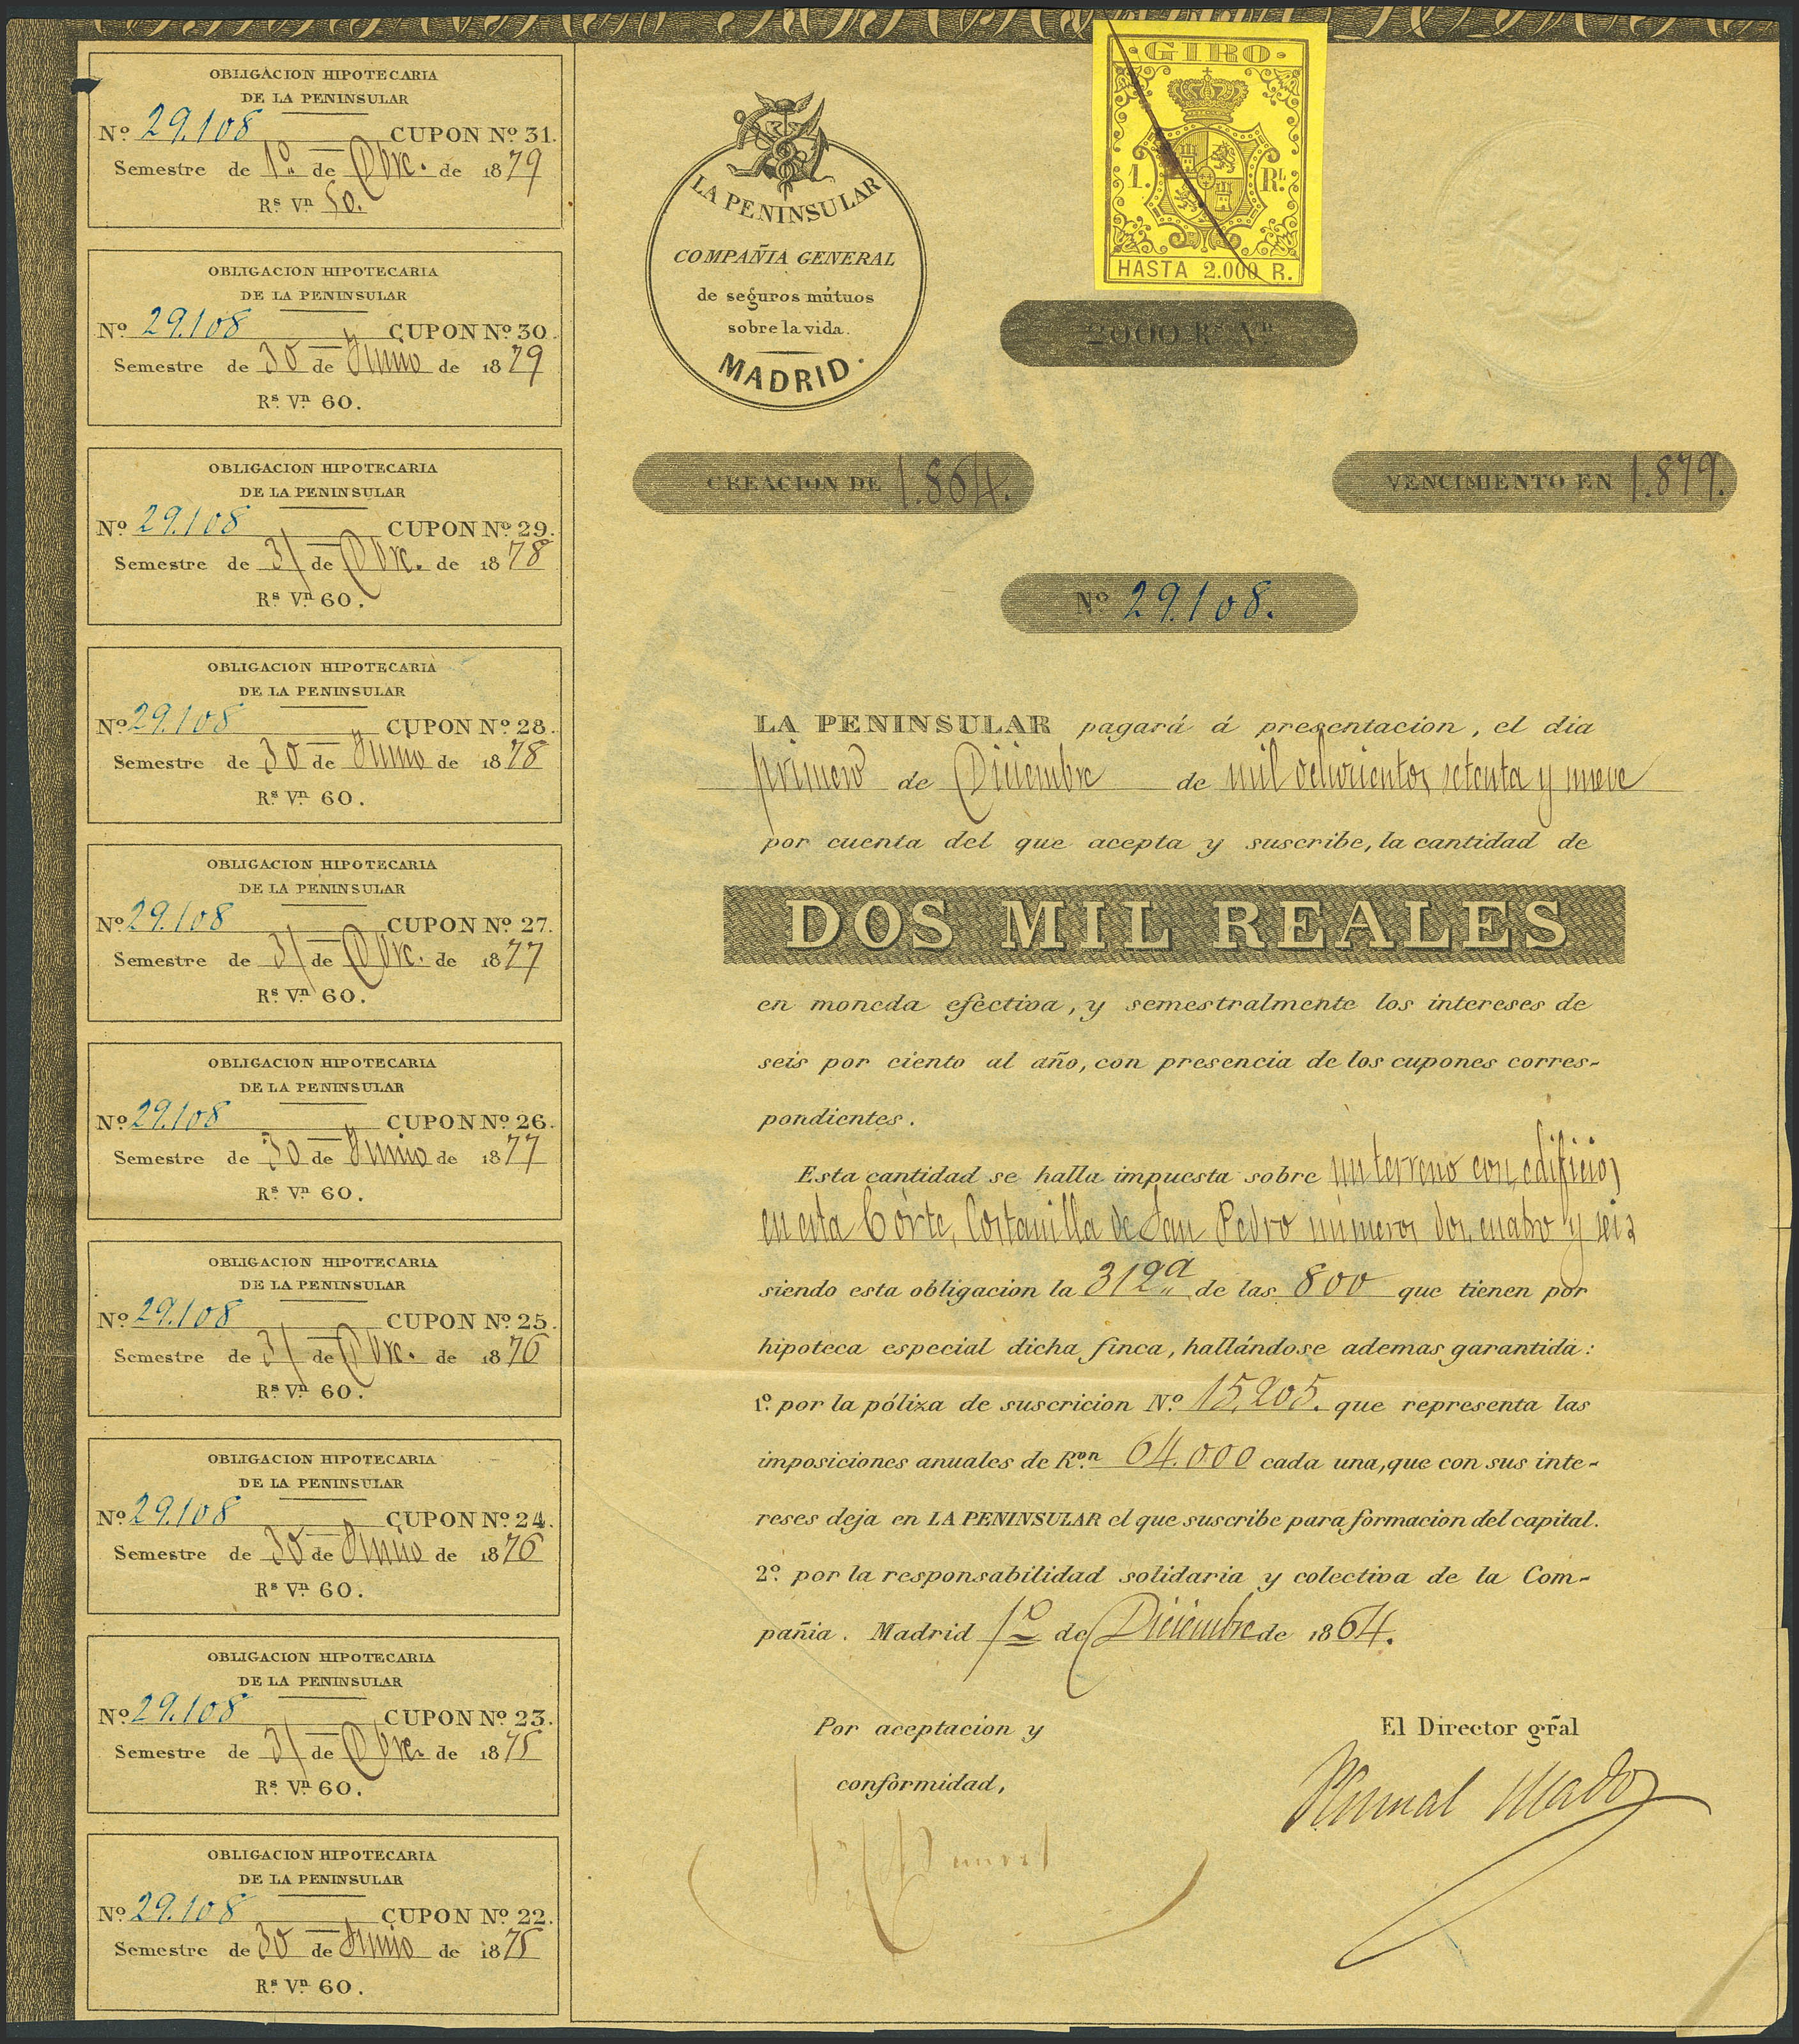 OBLIGACION HIPOTECARIA
DE LA PENINSULAR
Nº 29.108 CUPON Nº 31.
Semestre de 1º de Dbre. de 1879
Rs. Vn. 50.
OBLIGACION HIPOTECARIA
DE LA PENINSULAR
Nº 29.108 CUPON Nº 30.
Semestre de 30 de Junio de 1879
Rs. Vn. 60.
OBLIGACION HIPOTECARIA
DE LA PENINSULAR
Nº 29.108 CUPON Nº 29.
Semestre de 31 de Dbre. de 1878
Rs. Vn. 60.
OBLIGACION HIPOTECARIA
DE LA PENINSULAR
Nº 29.108 CUPON Nº 28.
Semestre de 30 de Junio de 1878
Rs. Vn. 60.
OBLIGACION HIPOTECARIA
DE LA PENINSULAR
Nº 29.108 CUPON Nº 27.
Semestre de 31 de Dbre. de 1877
Rs. Vn. 60.
OBLIGACION HIPOTECARIA
DE LA PENINSULAR
Nº 29.108 CUPON Nº 26.
Semestre de 30 de Junio de 1877
Rs. Vn. 60.
OBLIGACION HIPOTECARIA
DE LA PENINSULAR
Nº 29.108 CUPON Nº 25.
Semestre de 31 de Dbre. de 1876
Rs. Vn. 60.
OBLIGACION HIPOTECARIA
DE LA PENINSULAR
Nº 29.108 CUPON Nº 24.
Semestre de 30 de Junio de 1876
Rs. Vn. 60.
OBLIGACION HIPOTECARIA
DE LA PENINSULAR
Nº 29.108 CUPON Nº 23.
Semestre de 31 de Dbre. de 1875
Rs. Vn. 60.
OBLIGACION HIPOTECARIA
DE LA PENINSULAR
Nº 29.108 CUPON Nº 22.
Semestre de 30 de Junio de 1875
Rs. Vn. 60.
LA PENINSULAR
COMPAÑIA GENERAL
de seguros mútuos
sobre la vida.
MADRID.
GIRO
1. Rl.
HASTA 2.000 R.
2000 Rs. Vn.
CREACION DE 1.864.
VENCIMIENTO EN 1.879.
Nº 29.108.
LA PENINSULAR pagará á presentacion, el dia
primero de Diciembre de mil ochocientos setenta y nueve
por cuenta del que acepta y suscribe, la cantidad de
DOS MIL REALES
en moneda efectiva, y semestralmente los intereses de
seis por ciento al año, con presencia de los cupones corres-
pondientes.
Esta cantidad se halla impuesta sobre un terreno con edificios
en esta Córte, Costanilla de San Pedro números dos, cuatro y seis
siendo esta obligacion la 312ª de las 800 que tienen por
hipoteca especial dicha finca, hallándose ademas garantida:
1º. por la póliza de suscricion Nº. 15,205. que representa las
imposiciones anuales de Ron. 64.000 cada una, que con sus inte-
reses deja en LA PENINSULAR el que suscribe para formacion del capital.
2º. por la responsabilidad solidaria y colectiva de la Com-
pañia. Madrid 1º de Diciembre de 1864.
Por aceptacion y
conformidad,
El Director gral̃
Pascual Madoz